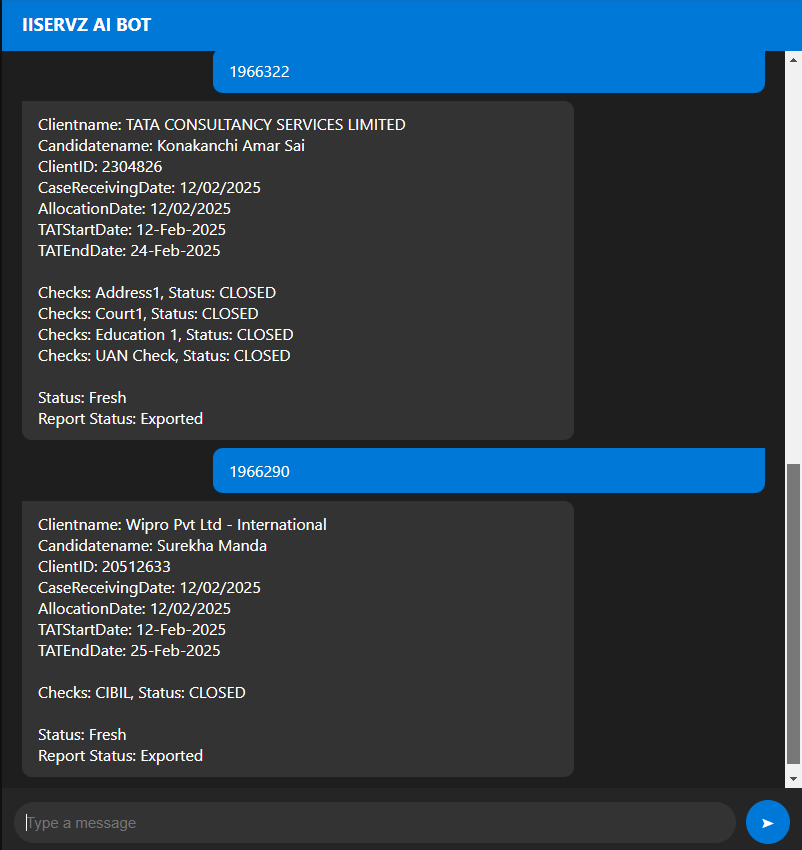 IISERVZ AI BOT
1966322
Clientname: TATA CONSULTANCY SERVICES LIMITED
Candidatename: Konakanchi Amar Sai
ClientID: 2304826
CaseReceivingDate: 12/02/2025
AllocationDate: 12/02/2025
TATStartDate: 12-Feb-2025
TATEndDate: 24-Feb-2025
Checks: Address1, Status: CLOSED
Checks: Court1, Status: CLOSED
Checks: Education 1, Status: CLOSED
Checks: UAN Check, Status: CLOSED
Status: Fresh
Report Status: Exported
1966290
Clientname: Wipro Pvt Ltd - International
Candidatename: Surekha Manda
ClientID: 20512633
CaseReceivingDate: 12/02/2025
AllocationDate: 12/02/2025
TATStartDate: 12-Feb-2025
TATEndDate: 25-Feb-2025
Checks: CIBIL, Status: CLOSED
Status: Fresh
Report Status: Exported
Type a message